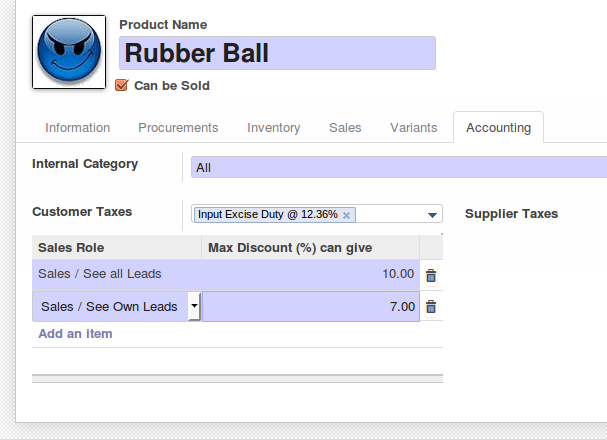 Product Name
Rubber Ball
Can be Sold
Information Procurements Inventory Sales Variants Accounting
Internal Category All
Customer Taxes Input Excise Duty @ 12.36% × Supplier Taxes
Sales Role Max Discount (%) can give
Sales / See all Leads 10.00
Sales / See Own Leads 7.00
Add an item